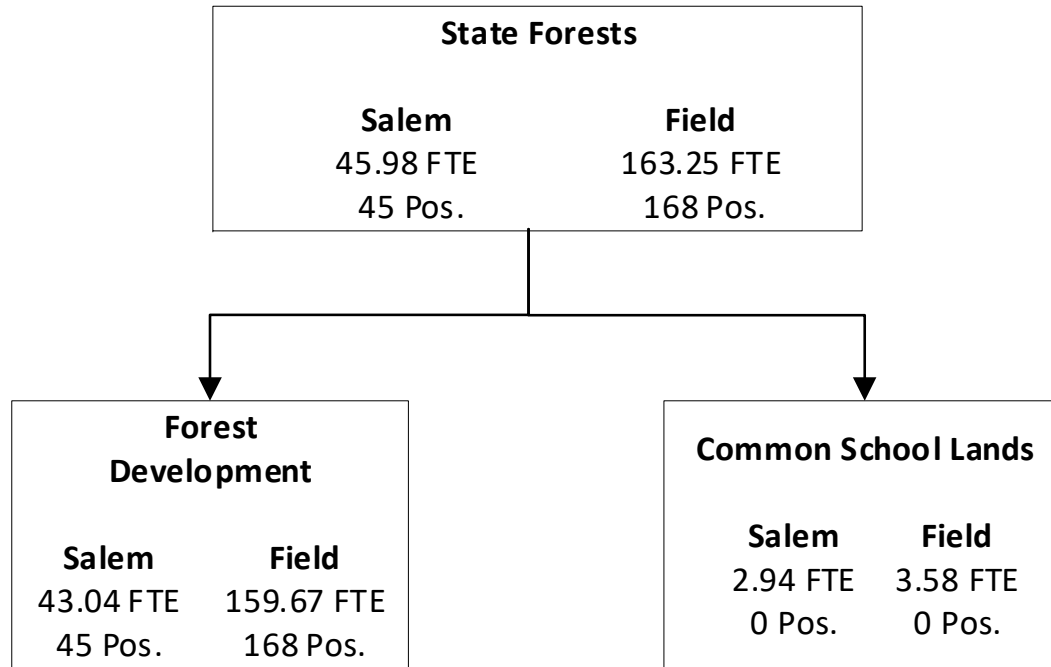 State Forests
Salem Field
45.98 FTE 163.25 FTE
45 Pos. 168 Pos.
Forest
Development
Salem Field
43.04 FTE 159.67 FTE
45 Pos. 168 Pos.
Common School Lands
Salem Field
2.94 FTE 3.58 FTE
0 Pos. 0 Pos.